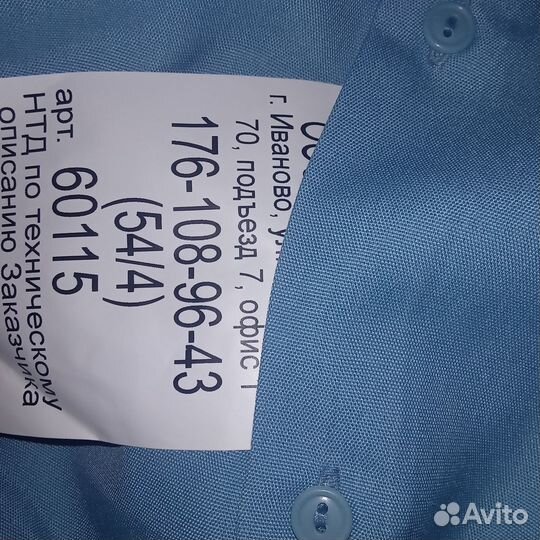 г. Иваново,
70, подъезд 7, офис 1
176-108-96-43
(54/4)
арт. 60115
НТД по техническому
описанию Заказчика
Avito